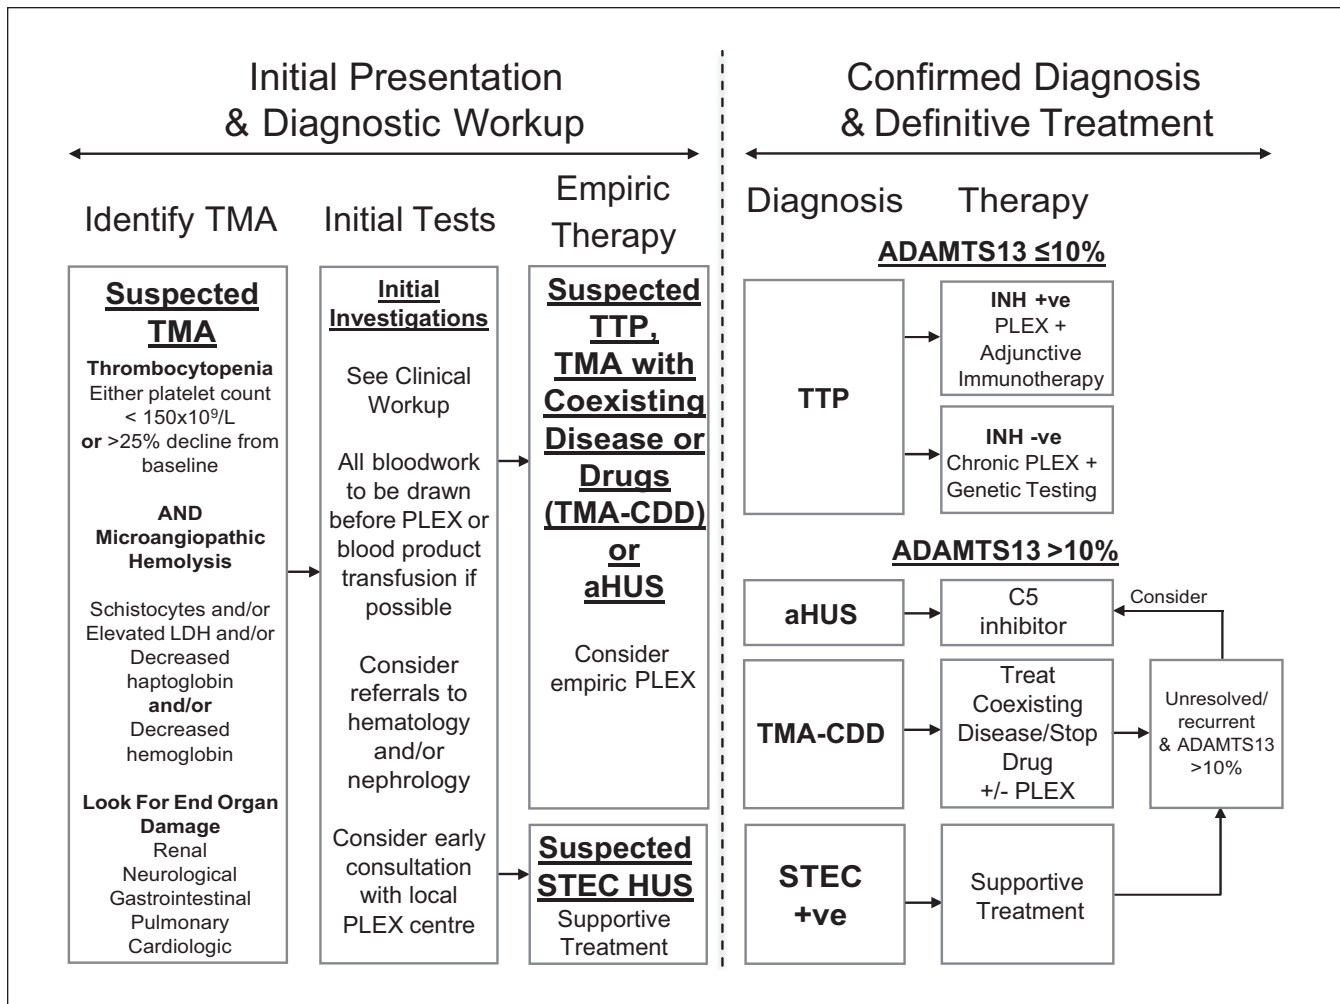 Initial Presentation
& Diagnostic Workup
Identify TMA
Initial Tests
Empiric
Therapy
Suspected
TMA
Thrombocytopenia
Either platelet count
< 150x10⁹/L
or >25% decline from
baseline
AND
Microangiopathic
Hemolysis
Schistocytes and/or
Elevated LDH and/or
Decreased
haptoglobin
and/or
Decreased
hemoglobin
Look For End Organ
Damage
Renal
Neurological
Gastrointestinal
Pulmonary
Cardiologic
Initial
Investigations
See Clinical
Workup
All bloodwork
to be drawn
before PLEX or
blood product
transfusion if
possible
Consider
referrals to
hematology
and/or
nephrology
Consider early
consultation
with local
PLEX centre
Suspected
TTP,
TMA with
Coexisting
Disease or
Drugs
(TMA-CDD)
or
aHUS
Consider
empiric PLEX
Suspected
STEC HUS
Supportive
Treatment
Confirmed Diagnosis
& Definitive Treatment
Diagnosis
Therapy
ADAMTS13 ≤10%
TTP
INH +ve
PLEX +
Adjunctive
Immunotherapy
INH -ve
Chronic PLEX +
Genetic Testing
ADAMTS13 >10%
aHUS
C5
inhibitor
Consider
TMA-CDD
Treat
Coexisting
Disease/Stop
Drug
+/- PLEX
Unresolved/
recurrent
& ADAMTS13
>10%
STEC
+ve
Supportive
Treatment